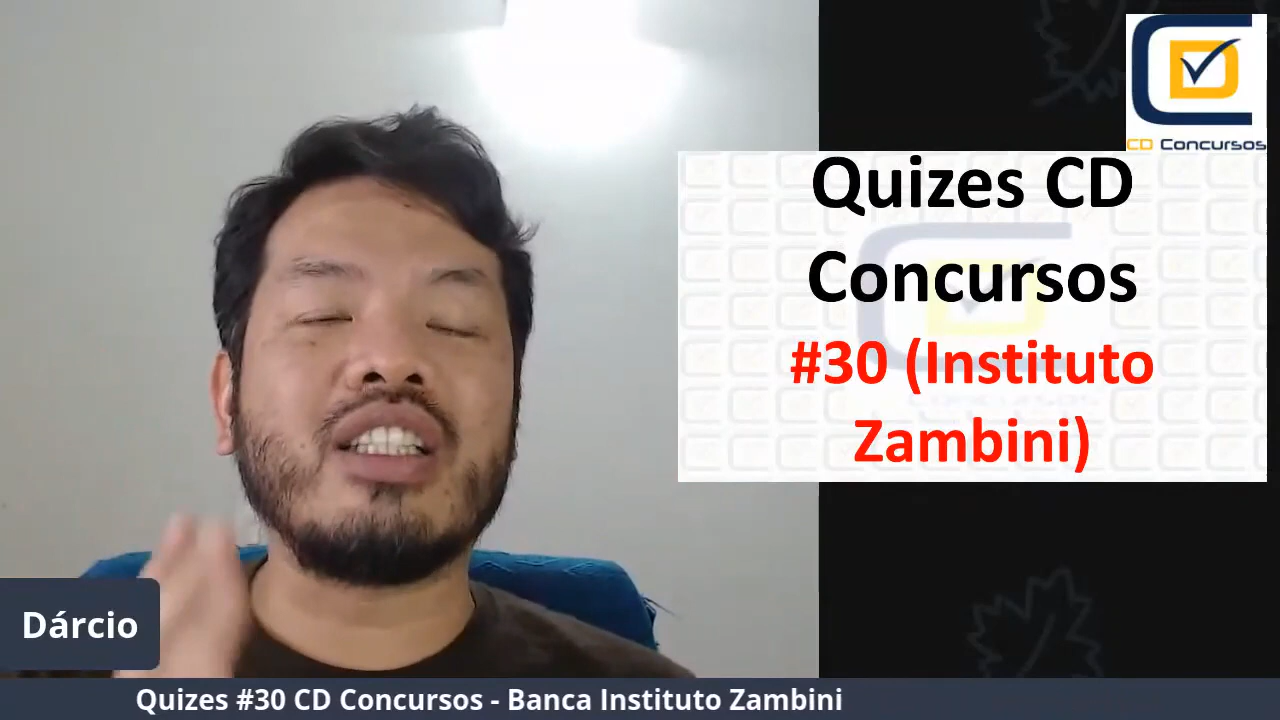 CD Concursos
Quizes CD
Concursos
#30 (Instituto
Zambini)
Dárcio
Quizes #30 CD Concursos - Banca Instituto Zambini